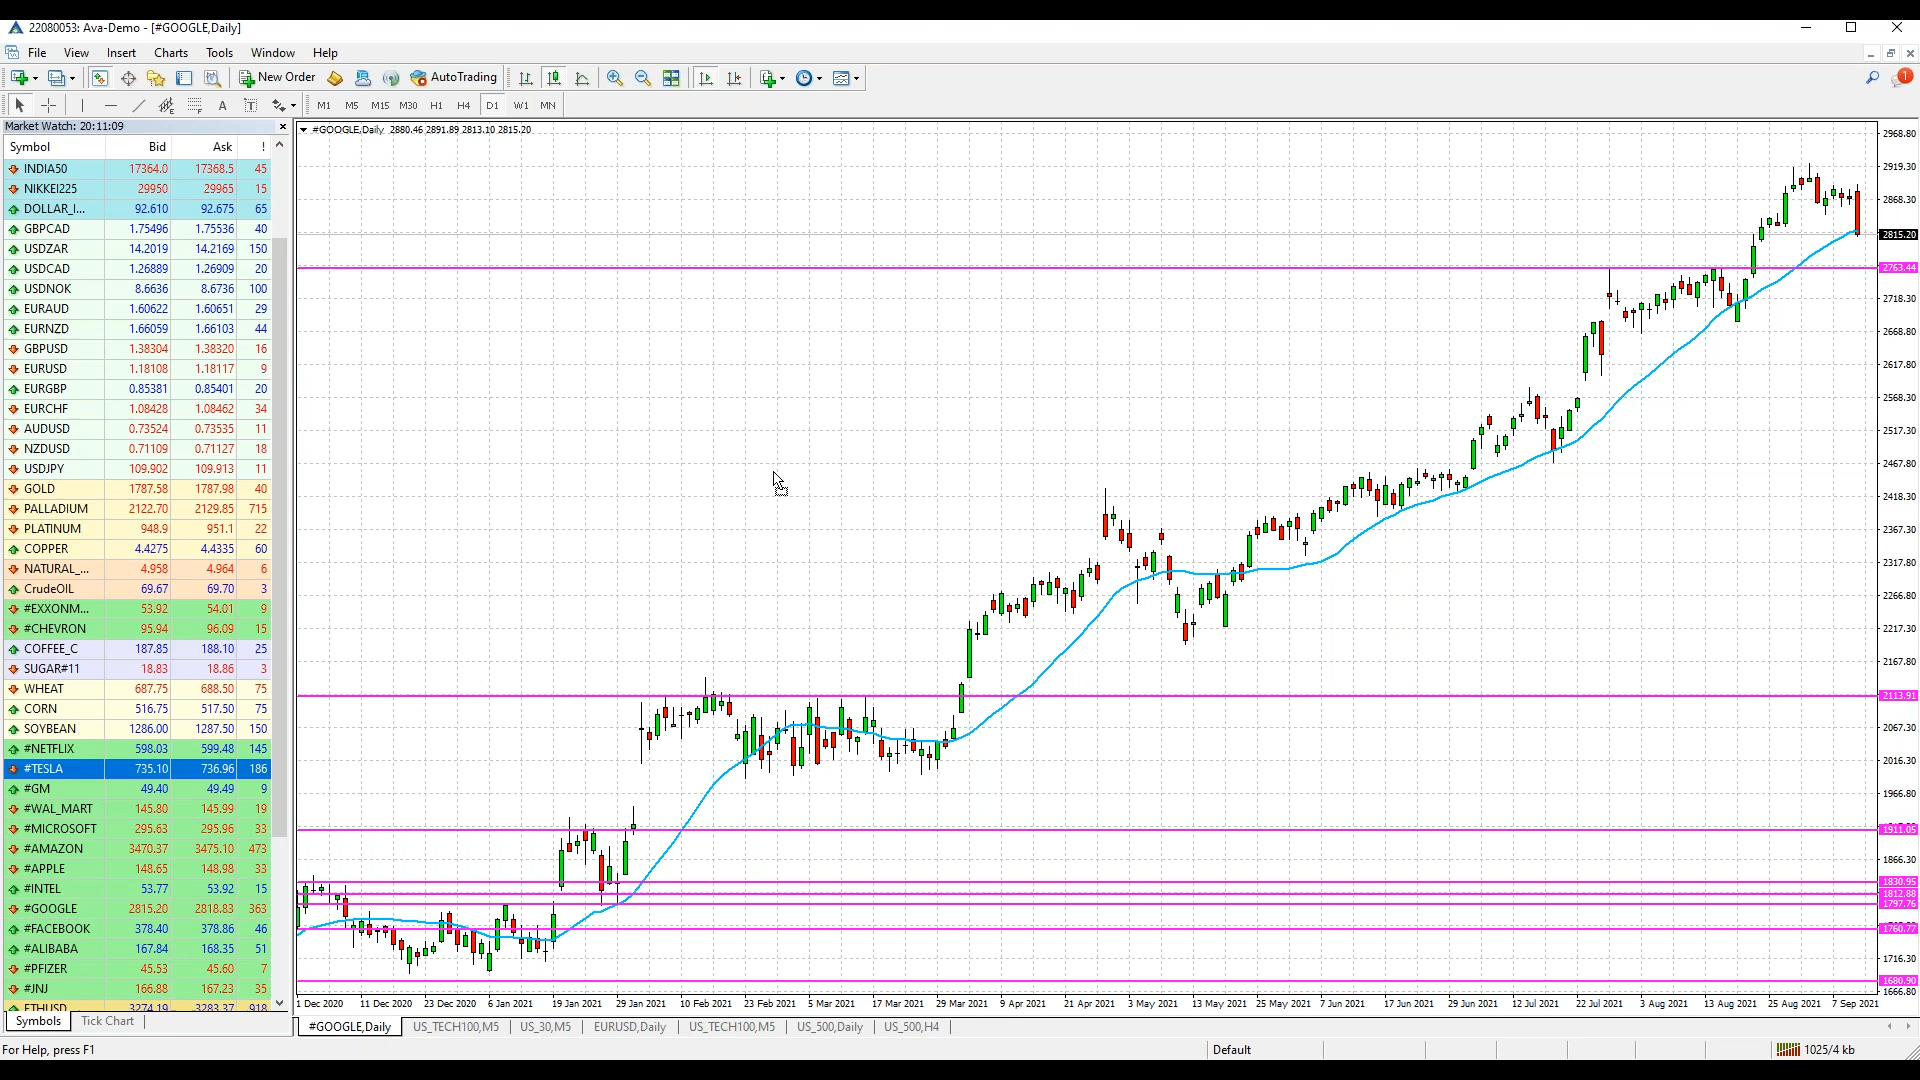 22080053: Ava-Demo - [#GOOGLE,Daily]
File View Insert Charts Tools Window Help
New Order AutoTrading 1
A T M1 M5 M15 M30 H1 H4 D1 W1 MN
Market Watch: 20:11:09
Symbol Bid Ask !
INDIA50 17364.0 17368.5 45
NIKKEI225 29950 29965 15
DOLLAR_I... 92.610 92.675 65
GBPCAD 1.75496 1.75536 40
USDZAR 14.2019 14.2169 150
USDCAD 1.26889 1.26909 20
USDNOK 8.6636 8.6736 100
EURAUD 1.60622 1.60651 29
EURNZD 1.66059 1.66103 44
GBPUSD 1.38304 1.38320 16
EURUSD 1.18108 1.18117 9
EURGBP 0.85381 0.85401 20
EURCHF 1.08428 1.08462 34
AUDUSD 0.73524 0.73535 11
NZDUSD 0.71109 0.71127 18
USDJPY 109.902 109.913 11
GOLD 1787.58 1787.98 40
PALLADIUM 2122.70 2129.85 715
PLATINUM 948.9 951.1 22
COPPER 4.4275 4.4335 60
NATURAL_... 4.958 4.964 6
CrudeOIL 69.67 69.70 3
#EXXONM... 53.92 54.01 9
#CHEVRON 95.94 96.09 15
COFFEE_C 187.85 188.10 25
SUGAR#11 18.83 18.86 3
WHEAT 687.75 688.50 75
CORN 516.75 517.50 75
SOYBEAN 1286.00 1287.50 150
#NETFLIX 598.03 599.48 145
#TESLA 735.10 736.96 186
#GM 49.40 49.49 9
#WAL_MART 145.80 145.99 19
#MICROSOFT 295.63 295.96 33
#AMAZON 3470.37 3475.10 473
#APPLE 148.65 148.98 33
#INTEL 53.77 53.92 15
#GOOGLE 2815.20 2818.83 363
#FACEBOOK 378.40 378.86 46
#ALIBABA 167.84 168.35 51
#PFIZER 45.53 45.60 7
#JNJ 166.88 167.23 35
ETHUSD 3274.19 3283.37 918
Symbols Tick Chart
#GOOGLE,Daily 2880.46 2891.89 2813.10 2815.20
2968.80
2919.30
2868.30
2815.20
2763.44
2718.30
2668.80
2617.80
2568.30
2517.30
2467.80
2418.30
2367.30
2317.80
2266.80
2217.30
2167.80
2113.91
2067.30
2016.30
1966.80
1911.05
1866.30
1830.95
1812.88
1797.76
1760.77
1716.30
1680.90
1666.80
1 Dec 2020 11 Dec 2020 23 Dec 2020 6 Jan 2021 19 Jan 2021 29 Jan 2021 10 Feb 2021 23 Feb 2021 5 Mar 2021 17 Mar 2021 29 Mar 2021 9 Apr 2021 21 Apr 2021 3 May 2021 13 May 2021 25 May 2021 7 Jun 2021 17 Jun 2021 29 Jun 2021 12 Jul 2021 22 Jul 2021 3 Aug 2021 13 Aug 2021 25 Aug 2021 7 Sep 2021
#GOOGLE,Daily US_TECH100,M5 US_30,M5 EURUSD,Daily US_TECH100,M5 US_500,Daily US_500,H4
For Help, press F1 Default 1025/4 kb